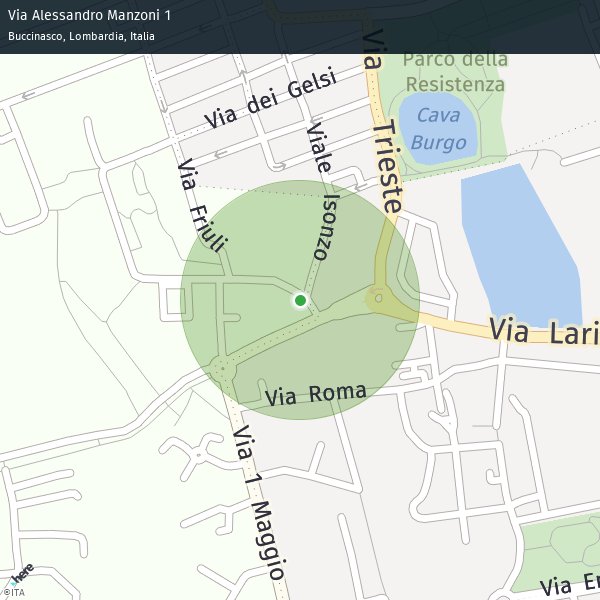 Via Alessandro Manzoni 1
Buccinasco, Lombardia, Italia
Via Trieste
Parco della
Resistenza
Via dei Gelsi
Cava
Burgo
Viale Isonzo
Via Friuli
Via Lari
Via Roma
Via 1 Maggio
here
©ITA
Via Er